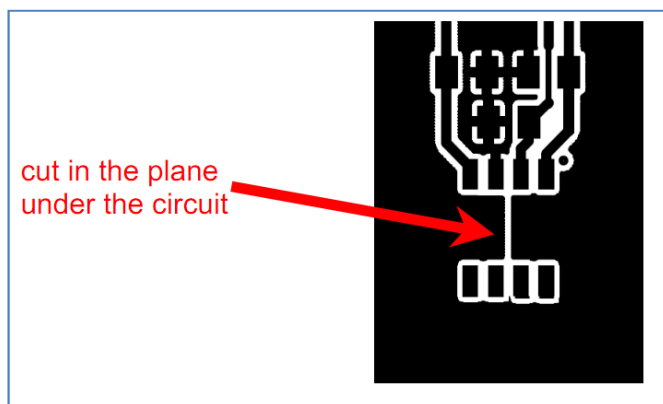 cut in the plane
under the circuit